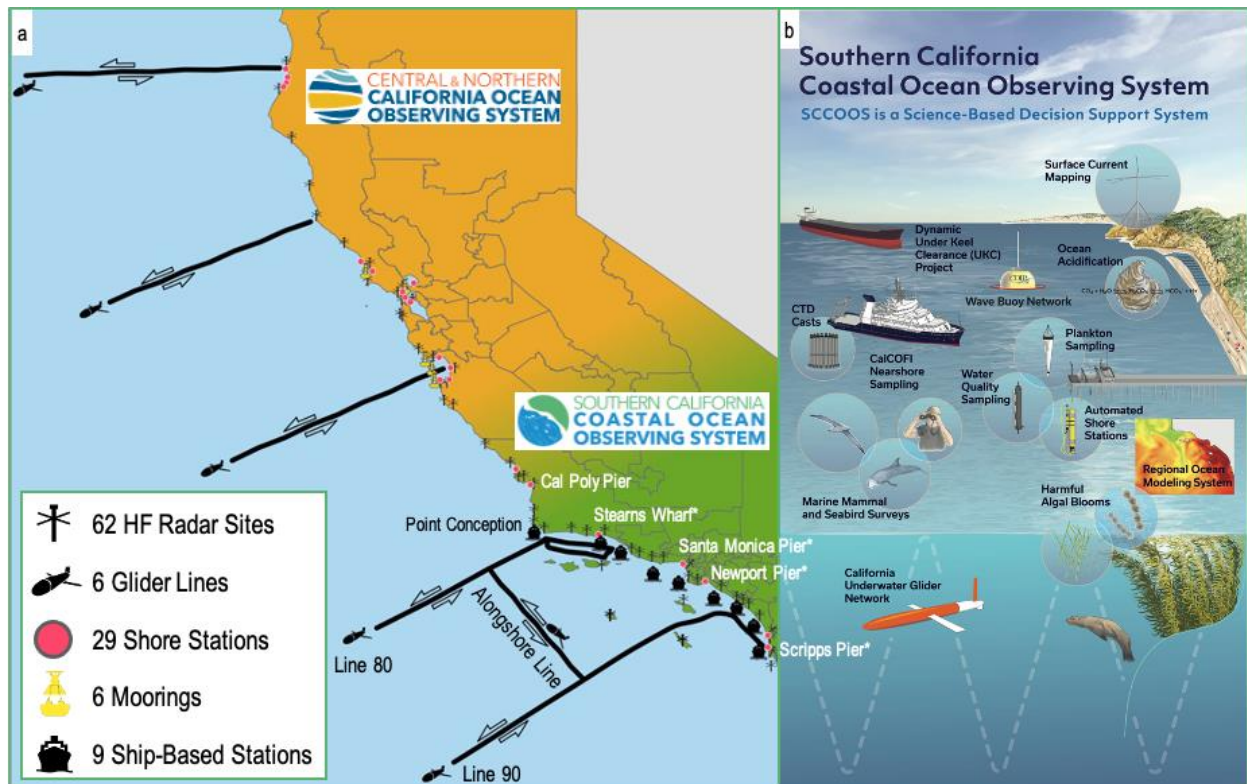 a
CENTRAL & NORTHERN
CALIFORNIA OCEAN
OBSERVING SYSTEM
SOUTHERN CALIFORNIA
COASTAL OCEAN
OBSERVING SYSTEM
Cal Poly Pier
Point Conception
Stearns Wharf*
Santa Monica Pier*
Newport Pier*
Scripps Pier*
Alongshore Line
Line 80
Line 90
62 HF Radar Sites
6 Glider Lines
29 Shore Stations
6 Moorings
9 Ship-Based Stations
b
Southern California
Coastal Ocean Observing System
SCCOOS is a Science-Based Decision Support System
Surface Current
Mapping
Dynamic
Under Keel
Clearance (UKC)
Project
Ocean
Acidification
Wave Buoy Network
CTD
Casts
CalCOFI
Nearshore
Sampling
Plankton
Sampling
Water
Quality
Sampling
Automated
Shore
Stations
Regional Ocean
Modeling System
Marine Mammal
and Seabird Surveys
Harmful
Algal Blooms
California
Underwater Glider
Network